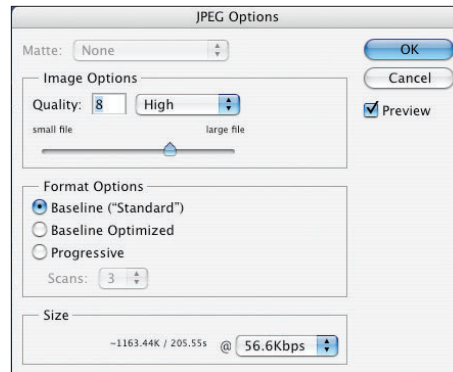 JPEG Options
Matte: None
OK
Image Options
Cancel
Quality: 8 High
Preview
small file large file
Format Options
Baseline (“Standard”)
Baseline Optimized
Progressive
Scans: 3
Size
~1163.44K / 205.55s @ 56.6Kbps